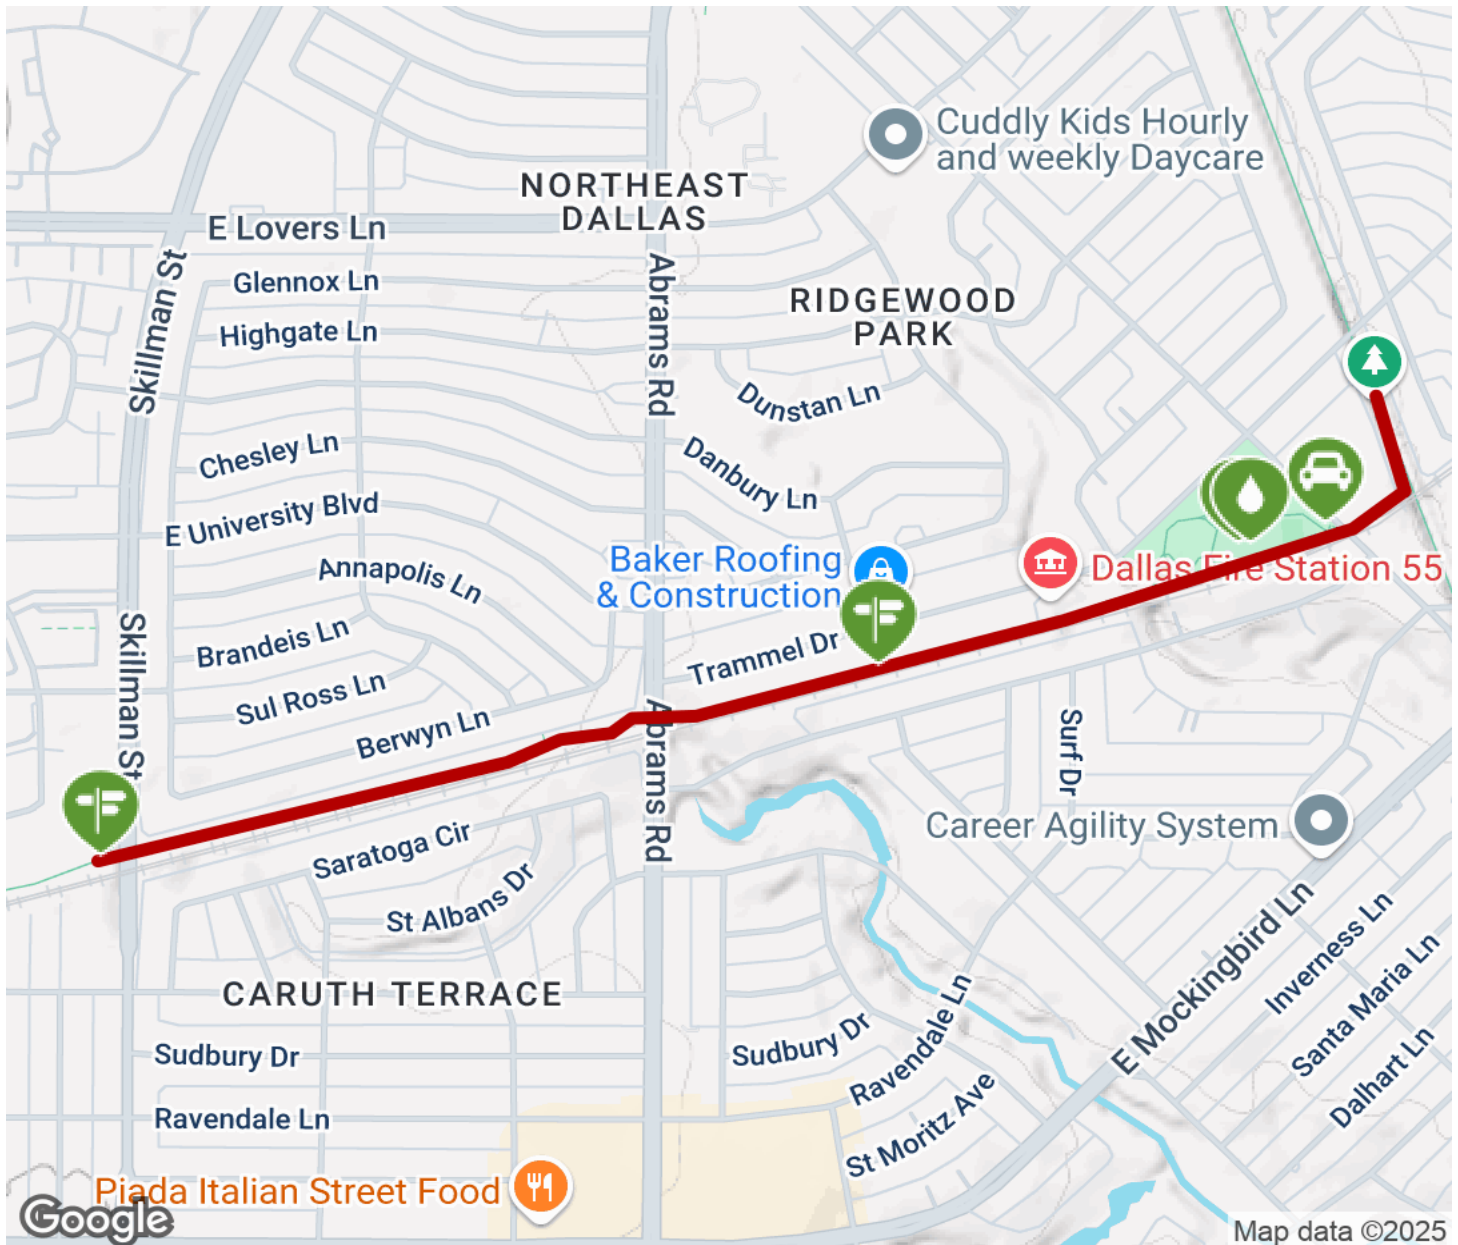 Cuddly Kids Hourly
and weekly Daycare
NORTHEAST
DALLAS
E Lovers Ln
Skillman St
Abrams Rd
Glennox Ln
RIDGEWOOD
PARK
Highgate Ln
Dunstan Ln
Chesley Ln
Danbury Ln
E University Blvd
Baker Roofing
& Construction
Annapolis Ln
Dallas Fire Station 55
Brandeis Ln
Trammel Dr
Skillman St
Sul Ross Ln
Berwyn Ln
Abrams Rd
Surf Dr
Saratoga Cir
Career Agility System
St Albans Dr
E Mockingbird Ln
Inverness Ln
Santa Maria Ln
CARUTH TERRACE
Sudbury Dr
Sudbury Dr
Ravendale Ln
Dalhart Ln
Ravendale Ln
St Moritz Ave
Piada Italian Street Food
Google
Map data ©2025